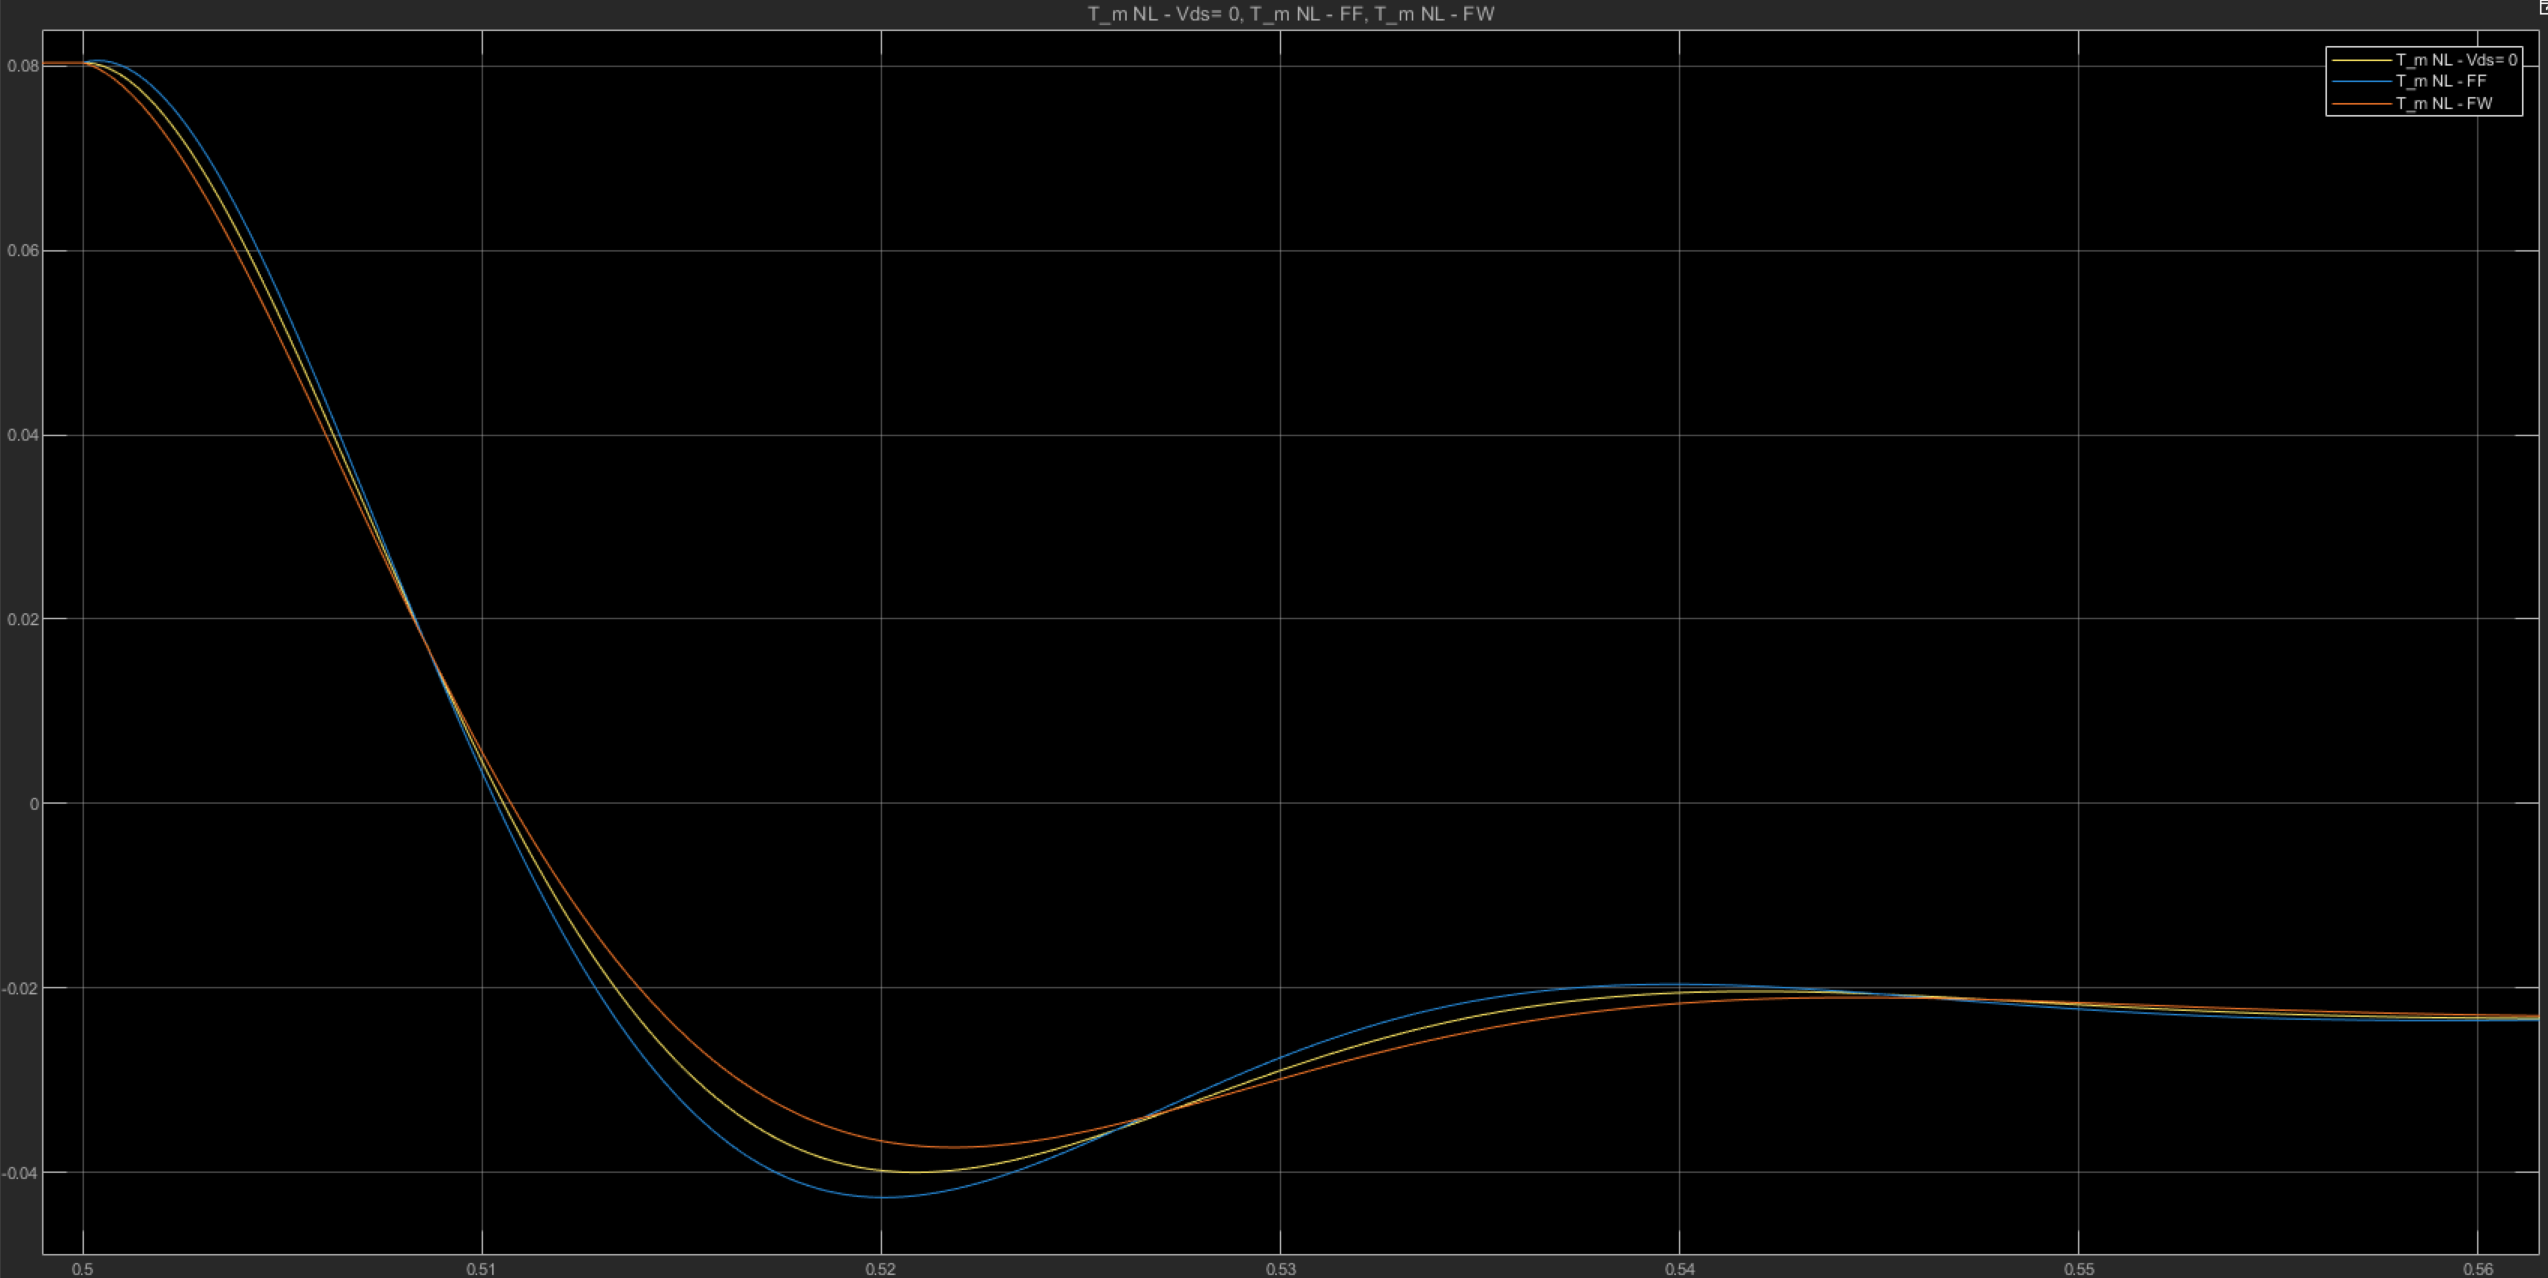 T_m NL - Vds= 0, T_m NL - FF, T_m NL - FW
T_m NL - Vds= 0
T_m NL - FF
T_m NL - FW
0.08
0.06
0.04
0.02
0
-0.02
-0.04
0.5 0.51 0.52 0.53 0.54 0.55 0.56